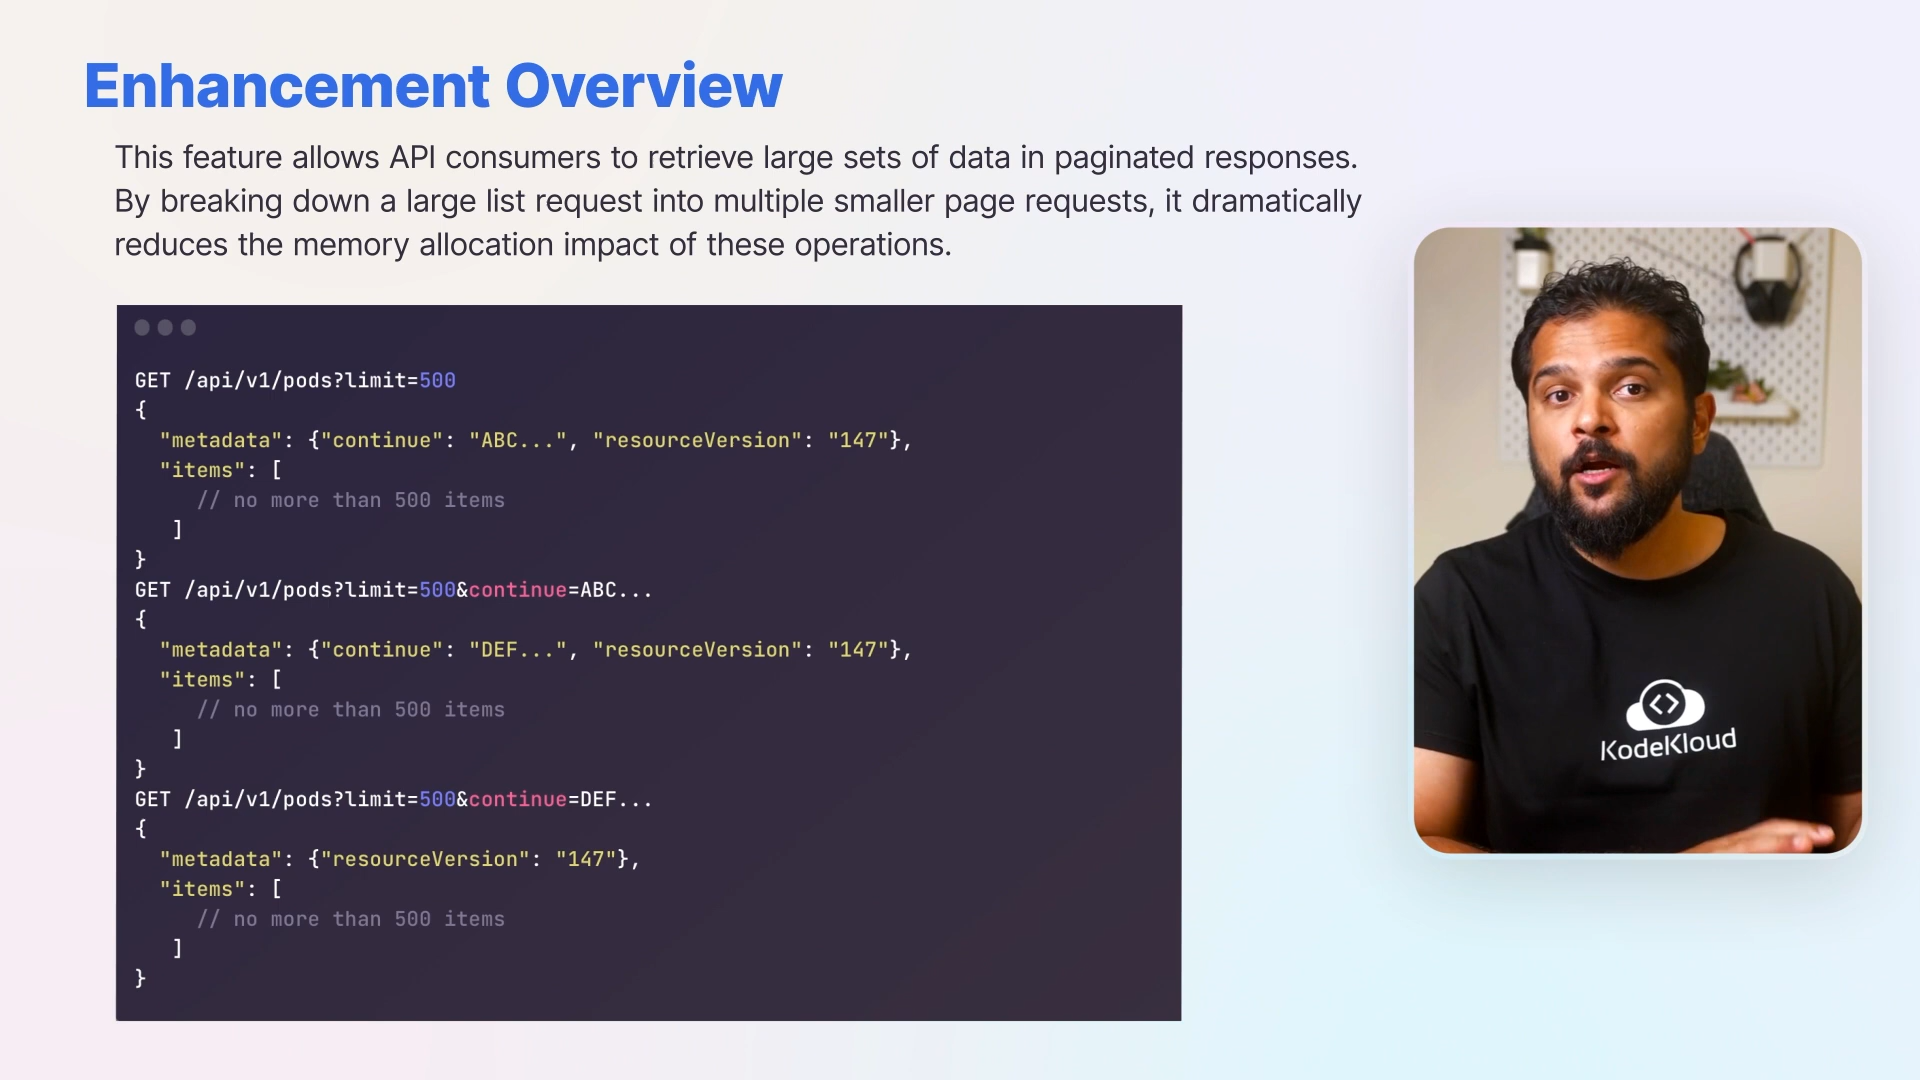 Enhancement Overview
This feature allows API consumers to retrieve large sets of data in paginated responses.
By breaking down a large list request into multiple smaller page requests, it dramatically
reduces the memory allocation impact of these operations.
GET /api/v1/pods?limit=500
{
  "metadata": {"continue": "ABC...", "resourceVersion": "147"},
  "items": [
     // no more than 500 items
   ]
}
GET /api/v1/pods?limit=500&continue=ABC...
{
  "metadata": {"continue": "DEF...", "resourceVersion": "147"},
  "items": [
     // no more than 500 items
   ]
}
GET /api/v1/pods?limit=500&continue=DEF...
{
  "metadata": {"resourceVersion": "147"},
  "items": [
     // no more than 500 items
   ]
}
KodeKloud